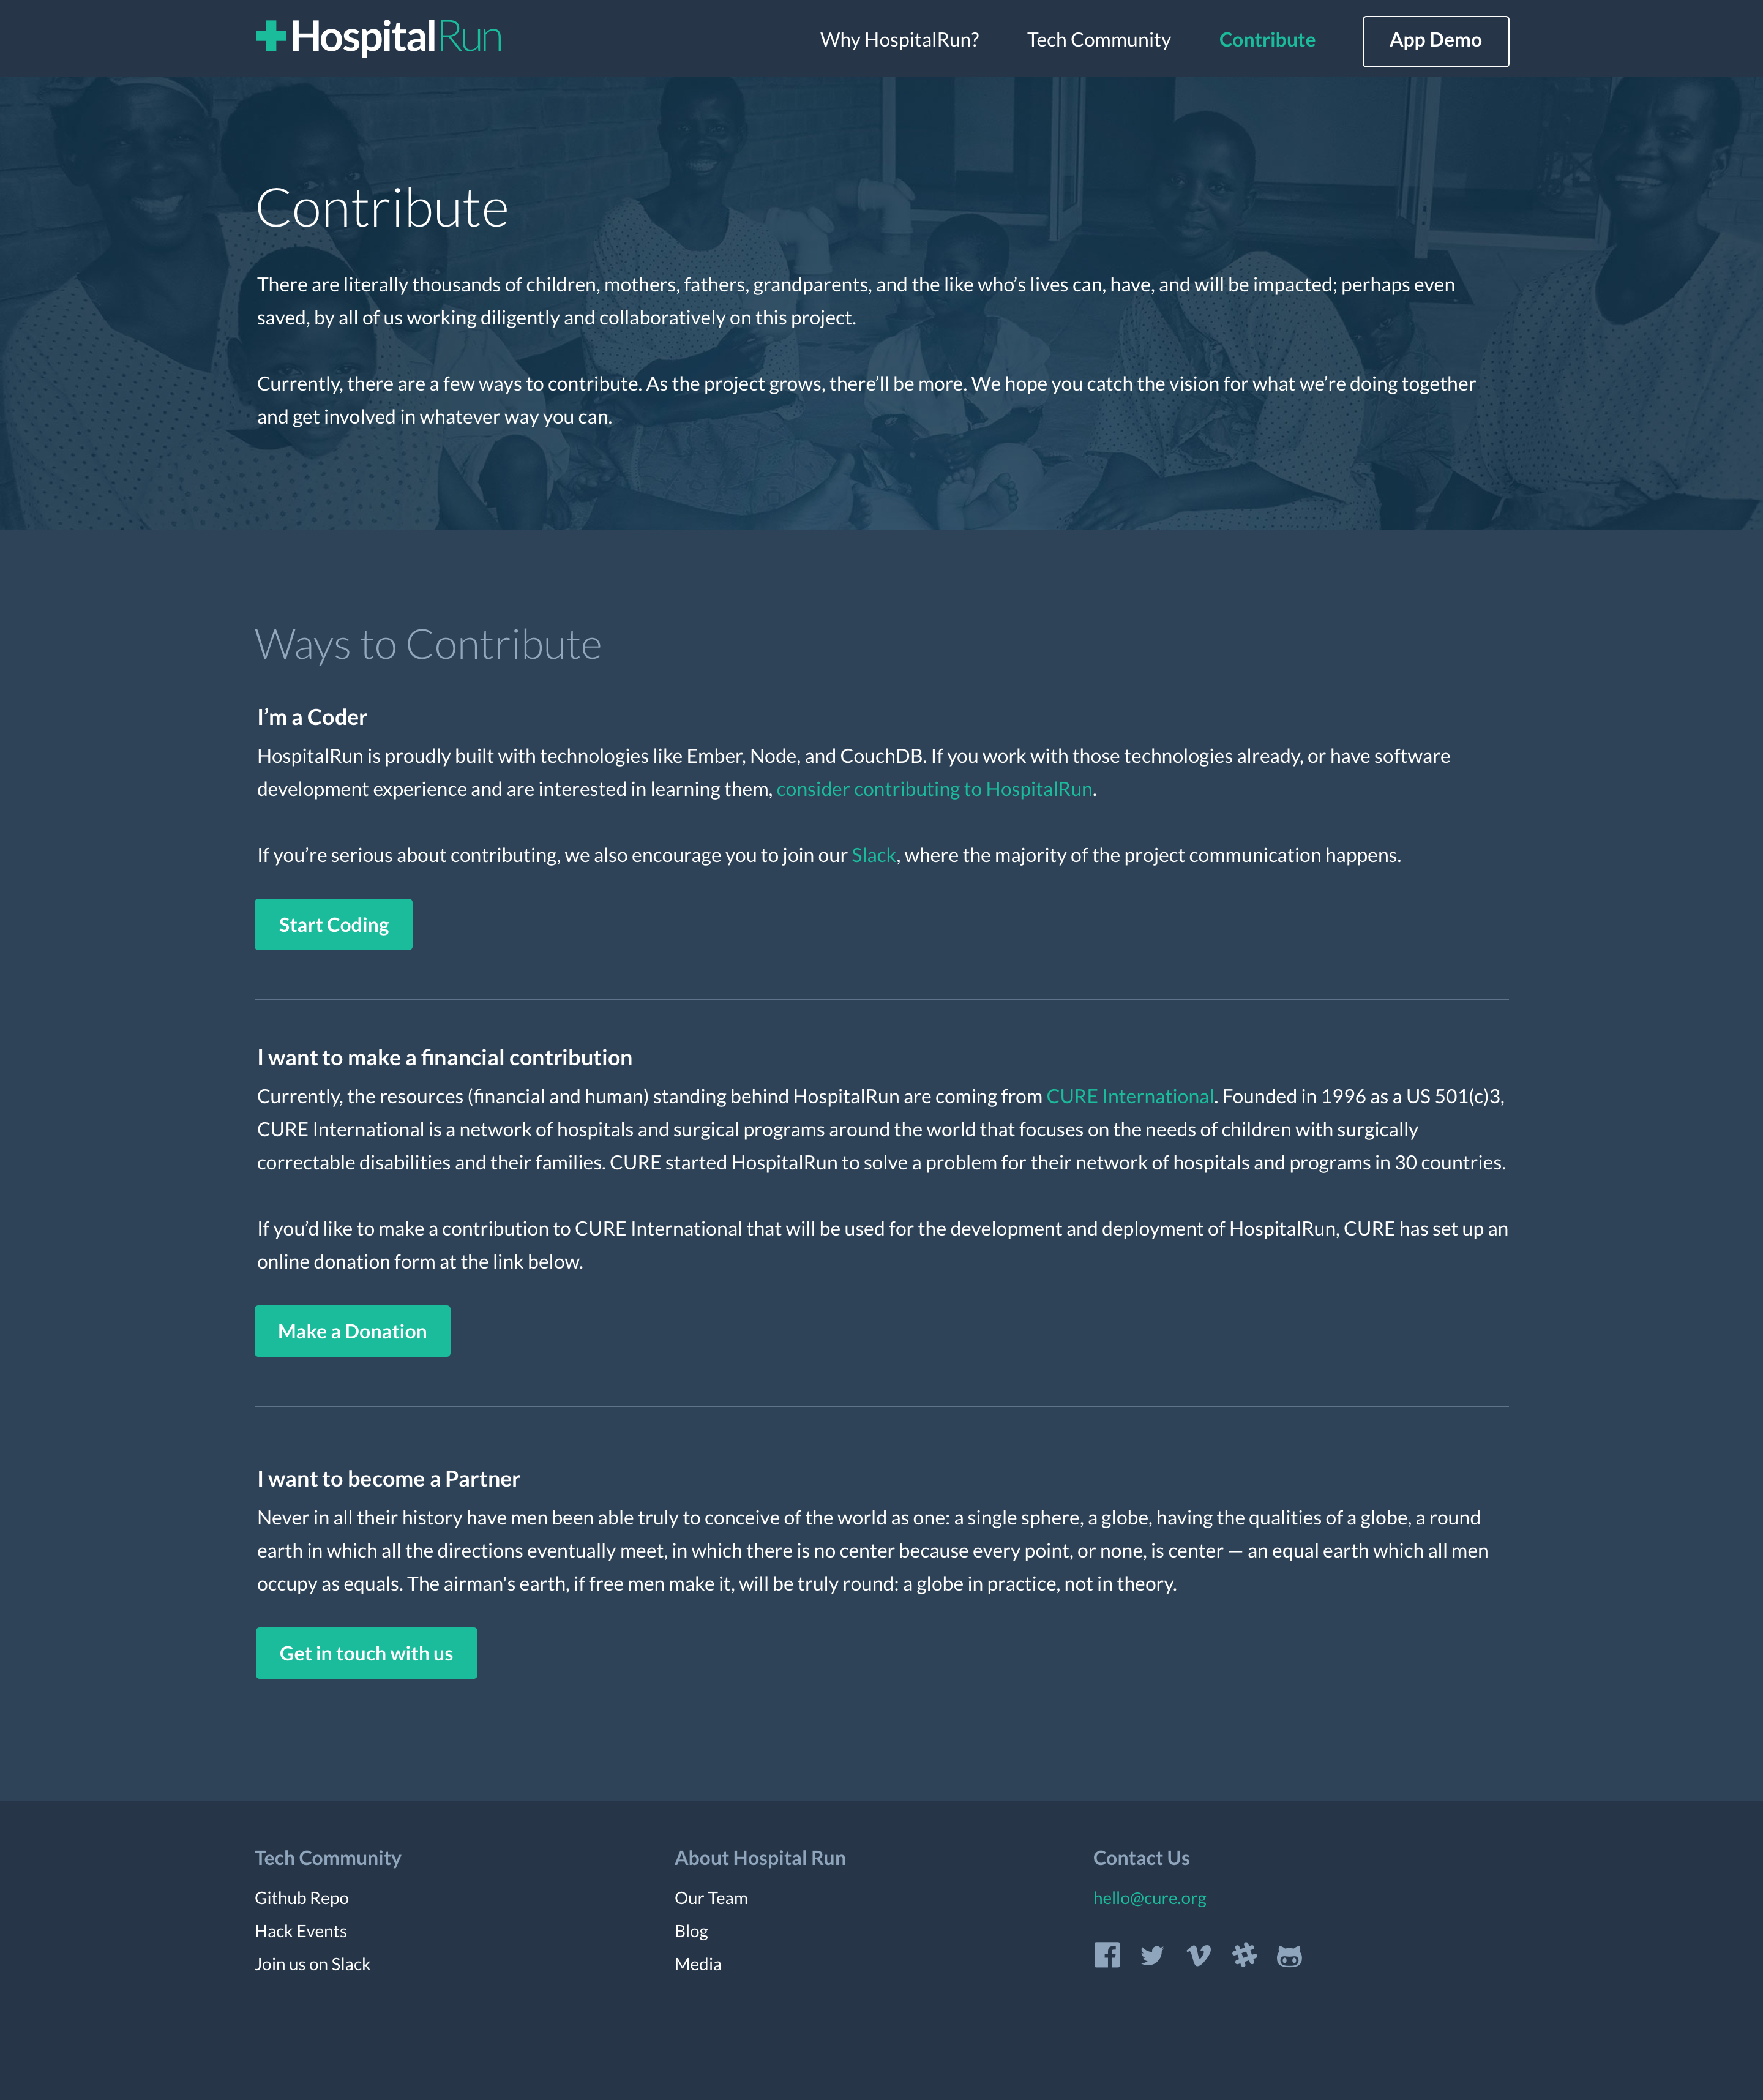 HospitalRun
Why HospitalRun?
Tech Community
Contribute
App Demo
Contribute
There are literally thousands of children, mothers, fathers, grandparents, and the like who’s lives can, have, and will be impacted; perhaps even
saved, by all of us working diligently and collaboratively on this project.
Currently, there are a few ways to contribute. As the project grows, there’ll be more. We hope you catch the vision for what we’re doing together
and get involved in whatever way you can.
Ways to Contribute
I’m a Coder
HospitalRun is proudly built with technologies like Ember, Node, and CouchDB. If you work with those technologies already, or have software
development experience and are interested in learning them, consider contributing to HospitalRun.
If you’re serious about contributing, we also encourage you to join our Slack, where the majority of the project communication happens.
Start Coding
I want to make a financial contribution
Currently, the resources (financial and human) standing behind HospitalRun are coming from CURE International. Founded in 1996 as a US 501(c)3,
CURE International is a network of hospitals and surgical programs around the world that focuses on the needs of children with surgically
correctable disabilities and their families. CURE started HospitalRun to solve a problem for their network of hospitals and programs in 30 countries.
If you’d like to make a contribution to CURE International that will be used for the development and deployment of HospitalRun, CURE has set up an
online donation form at the link below.
Make a Donation
I want to become a Partner
Never in all their history have men been able truly to conceive of the world as one: a single sphere, a globe, having the qualities of a globe, a round
earth in which all the directions eventually meet, in which there is no center because every point, or none, is center — an equal earth which all men
occupy as equals. The airman's earth, if free men make it, will be truly round: a globe in practice, not in theory.
Get in touch with us
Tech Community
Github Repo
Hack Events
Join us on Slack
About Hospital Run
Our Team
Blog
Media
Contact Us
hello@cure.org